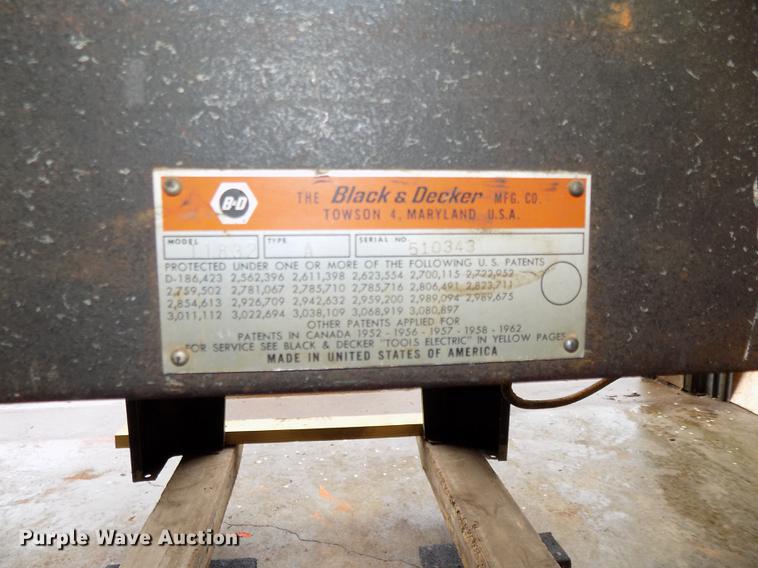 B-D
THE Black & Decker MFG. CO.
TOWSON 4, MARYLAND U.S.A.
MODEL TYPE A SERIAL NO. 510343
PROTECTED UNDER ONE OR MORE OF THE FOLLOWING U.S. PATENTS
D-186,423 2,562,396 2,611,398 2,623,554 2,700,115 2,722,952
2,759,502 2,781,067 2,785,710 2,785,716 2,806,491 2,823,711
2,854,613 2,926,709 2,942,632 2,959,200 2,989,094 2,989,675
3,011,112 3,022,694 3,038,109 3,068,919 3,080,897
OTHER PATENTS APPLIED FOR
PATENTS IN CANADA 1952 - 1956 - 1957 - 1958 - 1962
FOR SERVICE SEE BLACK & DECKER "TOOLS ELECTRIC" IN YELLOW PAGES
MADE IN UNITED STATES OF AMERICA
Purple Wave Auction